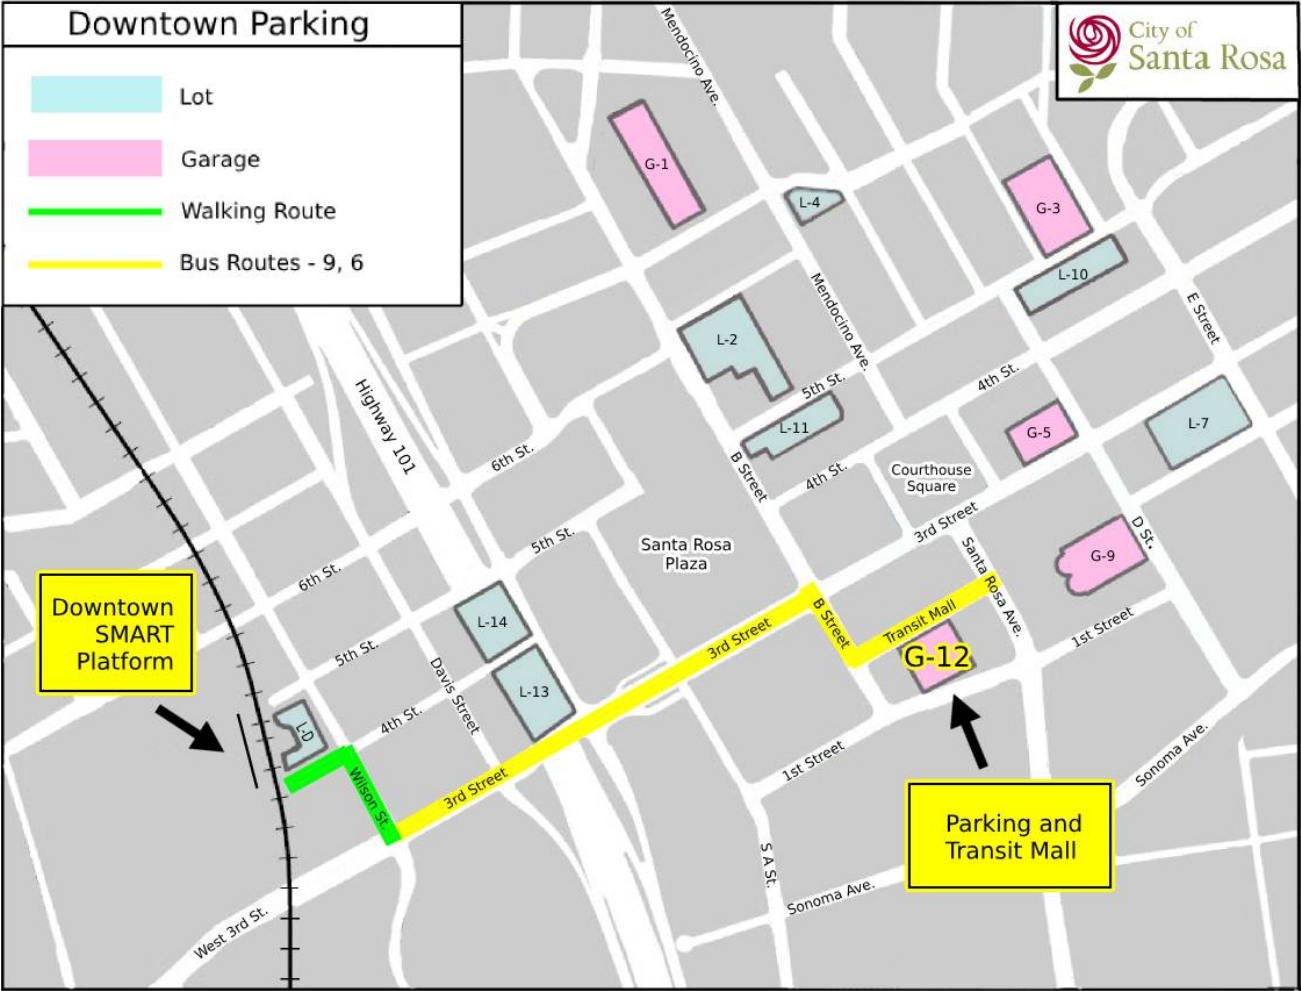 Downtown Parking
Lot
Garage
Walking Route
Bus Routes - 9, 6
City of
Santa Rosa
Mendocino Ave.
G-1
L-4
G-3
L-10
Mendocino Ave.
E Street
L-2
5th St.
4th St.
Highway 101
L-11
G-5
L-7
6th St.
B Street
4th St.
Courthouse
Square
3rd Street
5th St.
Santa Rosa
Plaza
D St.
G-9
Santa Rosa Ave.
6th St.
Downtown
SMART
Platform
L-14
B Street
Transit Mall
3rd Street
1st Street
5th St.
G-12
Davis Street
L-13
4th St.
L-D
1st Street
Sonoma Ave.
Wilson St.
3rd Street
Parking and
Transit Mall
S A St.
Sonoma Ave.
West 3rd St.